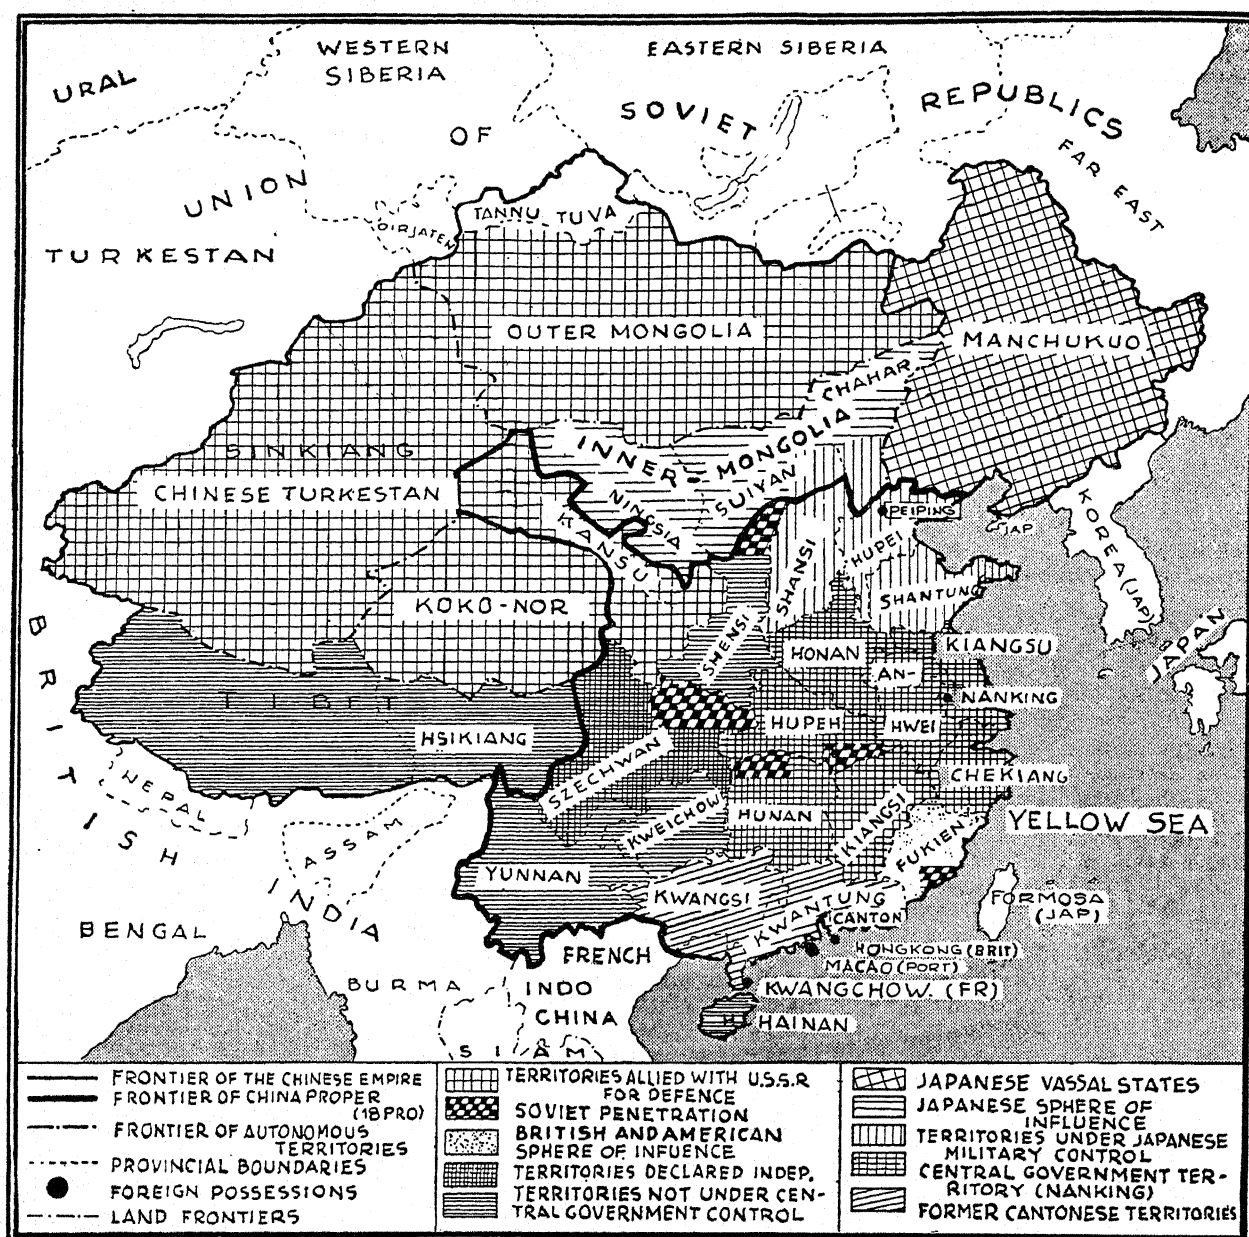 URAL
WESTERN
SIBERIA
EASTERN SIBERIA
UNION
OF
SOVIET
REPUBLICS
FAR EAST
TURKESTAN
OIRJATEN
TANNU TUVA
OUTER MONGOLIA
MANCHUKUO
CHAHAR
INNER-MONGOLIA
SUIYAN
NINGSIA
SINKIANG
CHINESE TURKESTAN
KANSU
PEIPING
JAP
KOREA (JAP)
JAPAN
HUPEI
SHANSI
SHANTUNG
KOKO-NOR
SHENSI
HONAN
KIANGSU
AN-
HWEI
NANKING
TIBET
HSIKIANG
HUPEH
SZECHWAN
CHEKIANG
KWEICHOW
HUNAN
KIANGSI
FUKIEN
YELLOW SEA
BRITISH
INDIA
NEPAL
ASSAM
BENGAL
BURMA
YUNNAN
KWANGSI
KWANTUNG
CANTON
FORMOSA
(JAP)
HONGKONG (BRIT)
MACAO (PORT)
KWANGCHOW. (FR)
HAINAN
FRENCH
INDO
CHINA
SIAM
FRONTIER OF THE CHINESE EMPIRE
FRONTIER OF CHINA PROPER
(18 PRO)
FRONTIER OF AUTONOMOUS
TERRITORIES
PROVINCIAL BOUNDARIES
FOREIGN POSSESSIONS
LAND FRONTIERS
TERRITORIES ALLIED WITH U.S.S.R
FOR DEFENCE
SOVIET PENETRATION
BRITISH AND AMERICAN
SPHERE OF INFUENCE
TERRITORIES DECLARED INDEP.
TERRITORIES NOT UNDER CEN-
TRAL GOVERNMENT CONTROL
JAPANESE VASSAL STATES
JAPANESE SPHERE OF
INFLUENCE
TERRITORIES UNDER JAPANESE
MILITARY CONTROL
CENTRAL GOVERNMENT TER-
RITORY (NANKING)
FORMER CANTONESE TERRITORIES